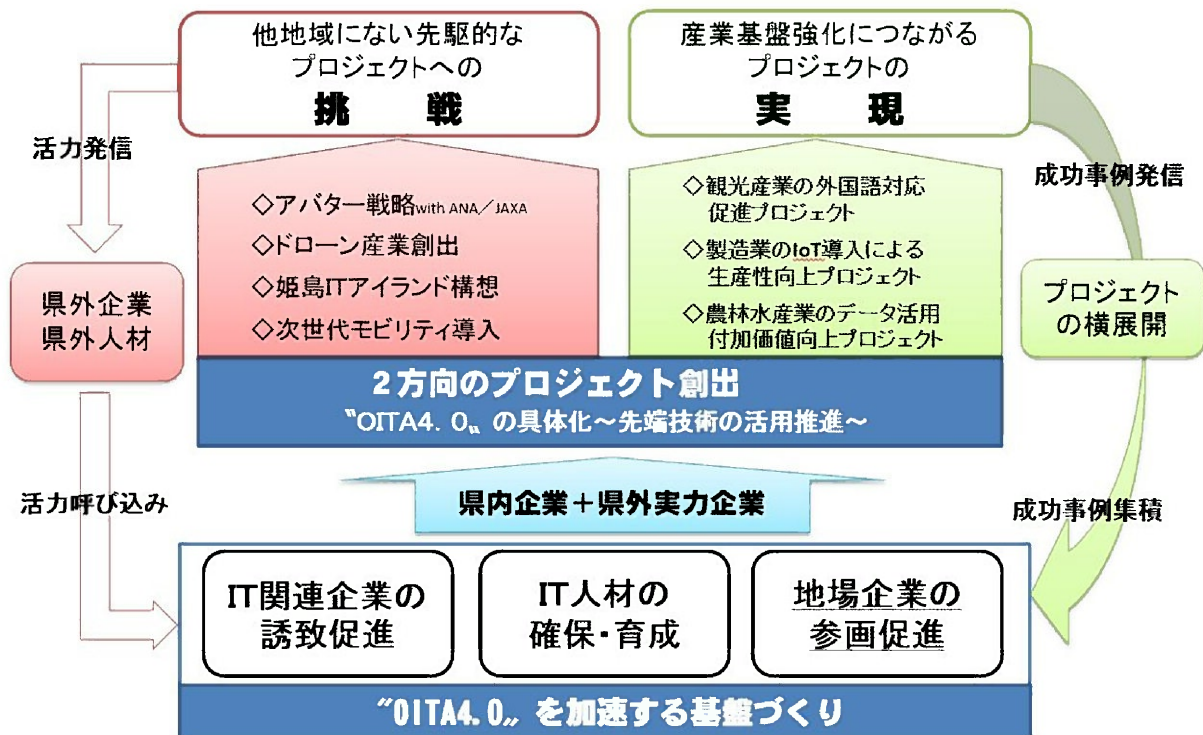 他地域にない先駆的な
プロジェクトへの
挑 戦
産業基盤強化につながる
プロジェクトの
実 現
活力発信
成功事例発信
◇アバター戦略with ANA／JAXA
◇ドローン産業創出
◇姫島ITアイランド構想
◇次世代モビリティ導入
◇観光産業の外国語対応
促進プロジェクト
◇製造業のIoT導入による
生産性向上プロジェクト
◇農林水産業のデータ活用
付加価値向上プロジェクト
県外企業
県外人材
プロジェクト
の横展開
２方向のプロジェクト創出
〝OITA4.0〟の具体化～先端技術の活用推進～
活力呼び込み
県内企業＋県外実力企業
成功事例集積
IT関連企業の
誘致促進
IT人材の
確保・育成
地場企業の
参画促進
〝OITA4.0〟を加速する基盤づくり